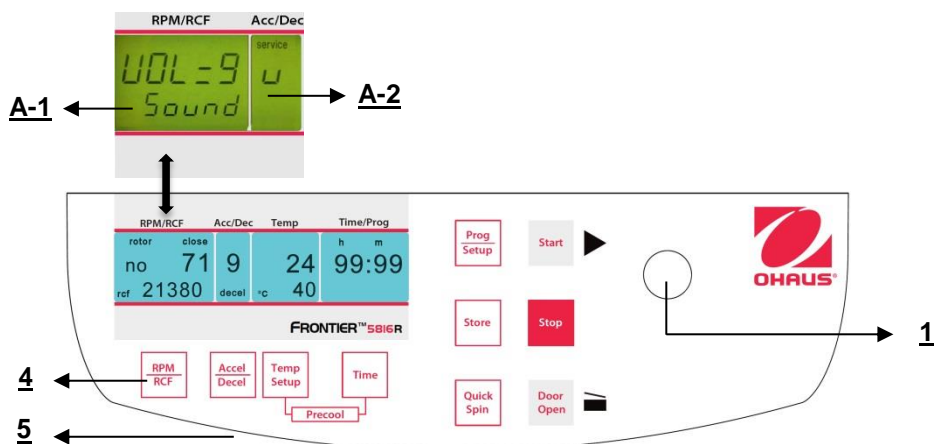 RPM/RCF Acc/Dec
service
VOL=9 u
Sound
A-1
A-2
RPM/RCF Acc/Dec Temp Time/Prog
rotor close h m
no 71 9 24 99:99
rcf 21380 decel °C 40
FRONTIER™5816R
Prog
Setup
Start
OHAUS®
Store
Stop
1
RPM
RCF
Accel
Decel
Temp
Setup
Time
Precool
Quick
Spin
Door
Open
4
5